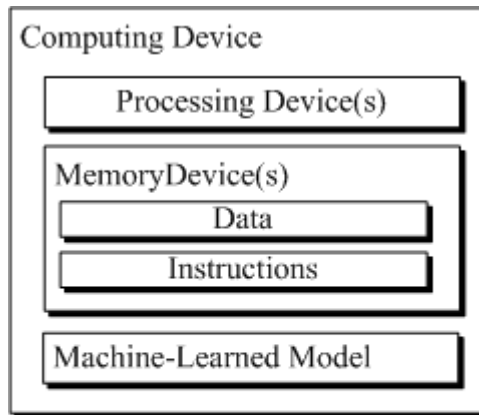 Computing Device
Processing Device(s)
MemoryDevice(s)
Data
Instructions
Machine-Learned Model